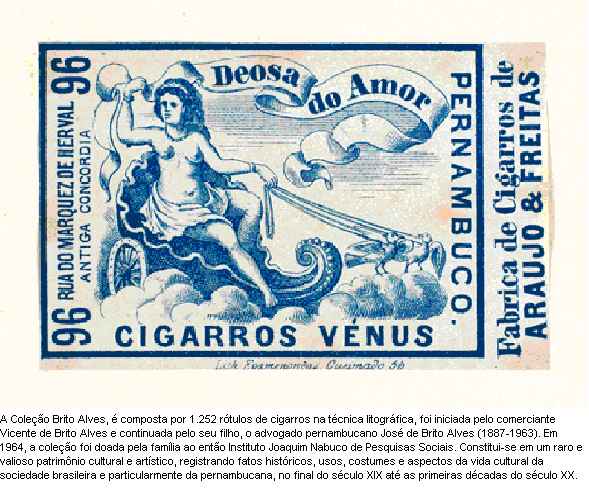 Deosa
do Amor
96 RUA DO MARQUEZ DE HERVAL 96
ANTIGA CONCORDIA
PERNAMBUCO.
CIGARROS VÉNUS
Fabrica de Cigarros de
ARAUJO & FREITAS
A Coleção Brito Alves, é composta por 1.252 rótulos de cigarros na técnica litográfica, foi iniciada pelo comerciante
Vicente de Brito Alves e continuada pelo seu filho, o advogado pernambucano José de Brito Alves (1887-1963). Em
1964, a coleção foi doada pela família ao então Instituto Joaquim Nabuco de Pesquisas Sociais. Constitui-se em um raro e
valioso patrimônio cultural e artístico, registrando fatos históricos, usos, costumes e aspectos da vida cultural da
sociedade brasileira e particularmente da pernambucana, no final do século XIX até as primeiras décadas do século XX.